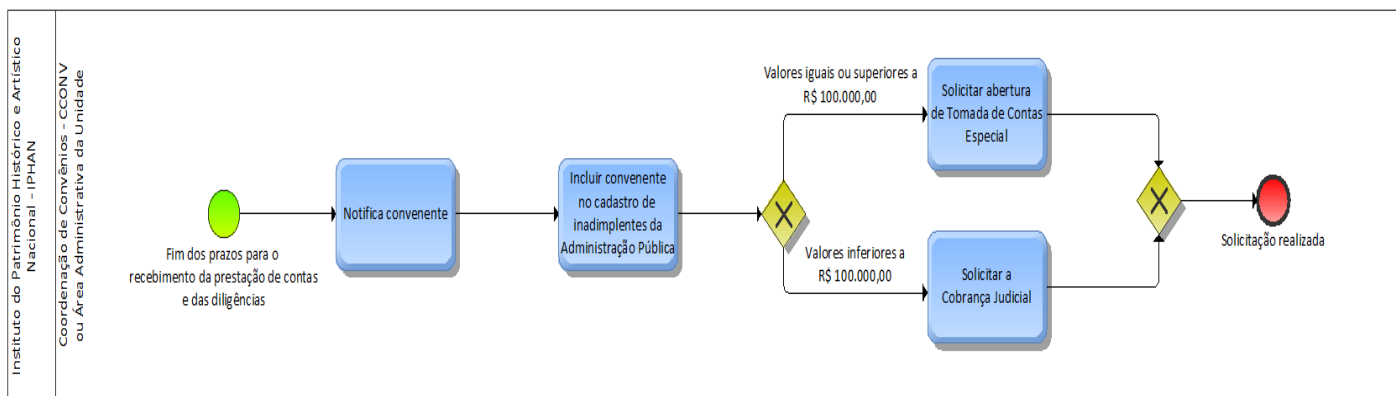 Instituto do Patrimônio Histórico e Artístico
Nacional - IPHAN
Coordenação de Convênios - CCONV
ou Área Administrativa da Unidade
Fim dos prazos para o
recebimento da prestação de contas
e das diligências
Notifica convenente
Incluir convenente
no cadastro de
inadimplentes da
Administração Pública
Valores iguais ou superiores a
R$ 100.000,00
Solicitar abertura
de Tomada de Contas
Especial
Valores inferiores a
R$ 100.000,00
Solicitar a
Cobrança Judicial
Solicitação realizada